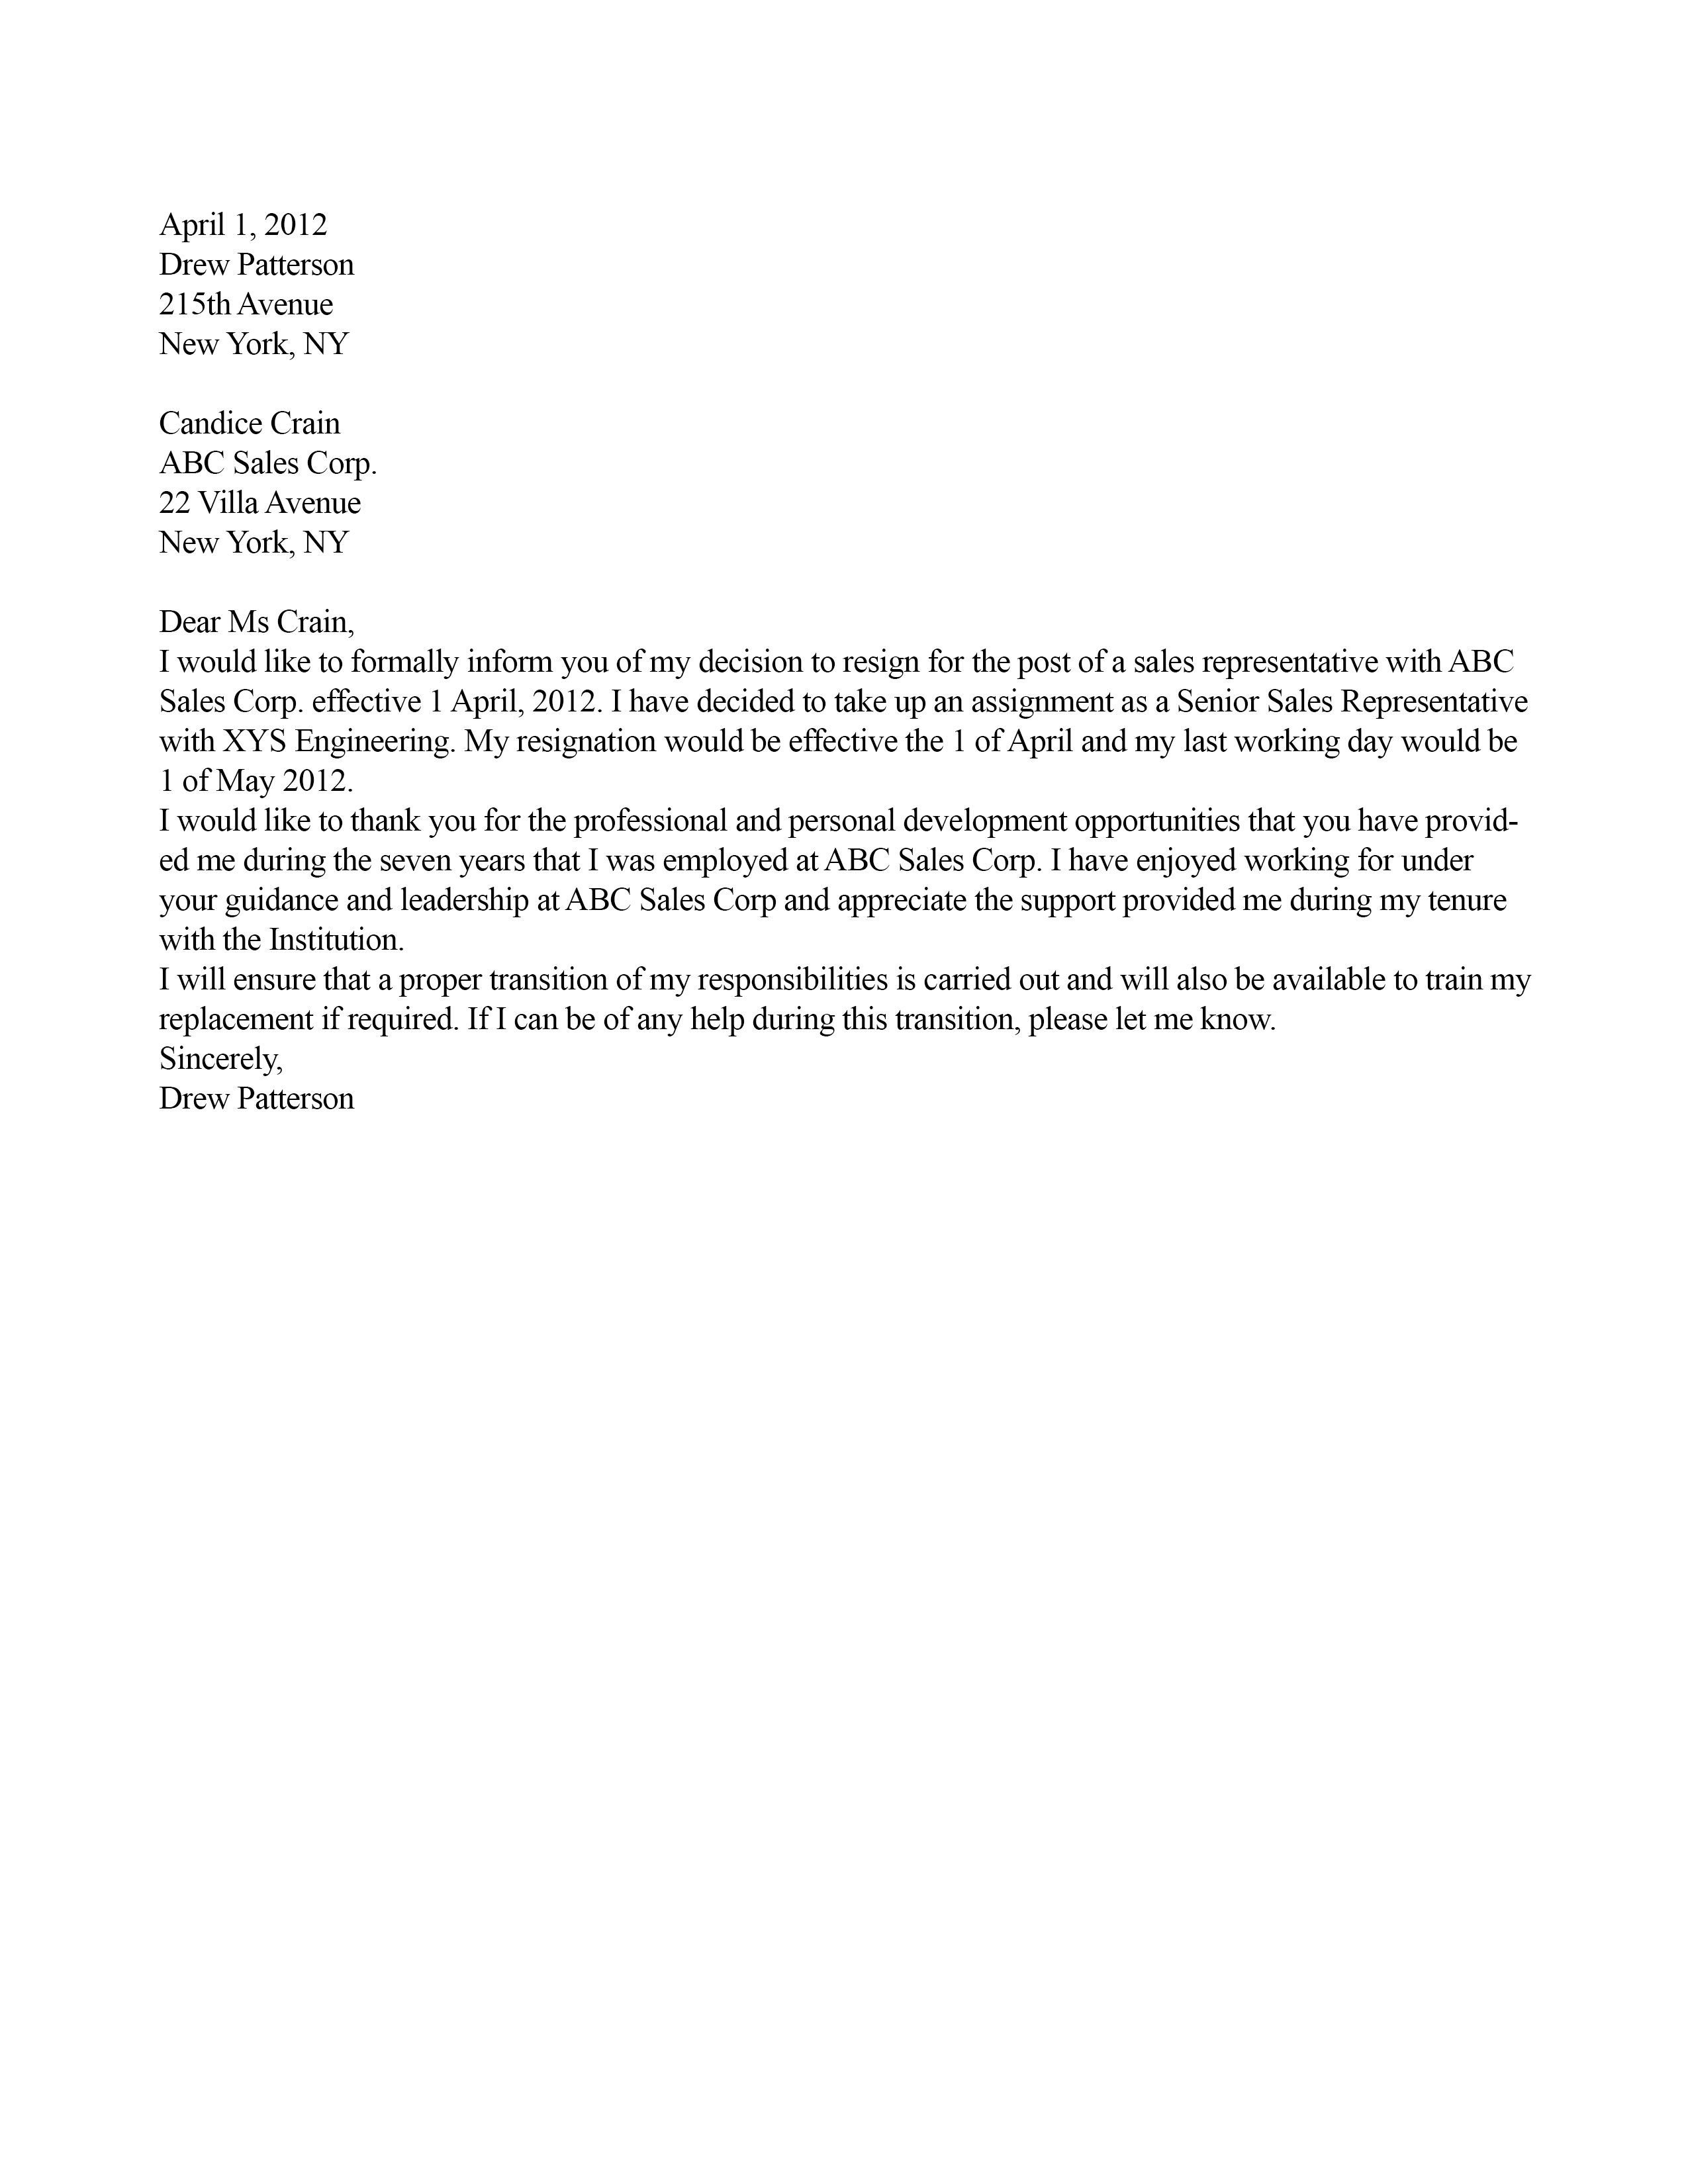 April 1, 2012
Drew Patterson
215th Avenue
New York, NY
Candice Crain
ABC Sales Corp.
22 Villa Avenue
New York, NY
Dear Ms Crain,
I would like to formally inform you of my decision to resign for the post of a sales representative with ABC
Sales Corp. effective 1 April, 2012. I have decided to take up an assignment as a Senior Sales Representative
with XYS Engineering. My resignation would be effective the 1 of April and my last working day would be
1 of May 2012.
I would like to thank you for the professional and personal development opportunities that you have provid-
ed me during the seven years that I was employed at ABC Sales Corp. I have enjoyed working for under
your guidance and leadership at ABC Sales Corp and appreciate the support provided me during my tenure
with the Institution.
I will ensure that a proper transition of my responsibilities is carried out and will also be available to train my
replacement if required. If I can be of any help during this transition, please let me know.
Sincerely,
Drew Patterson